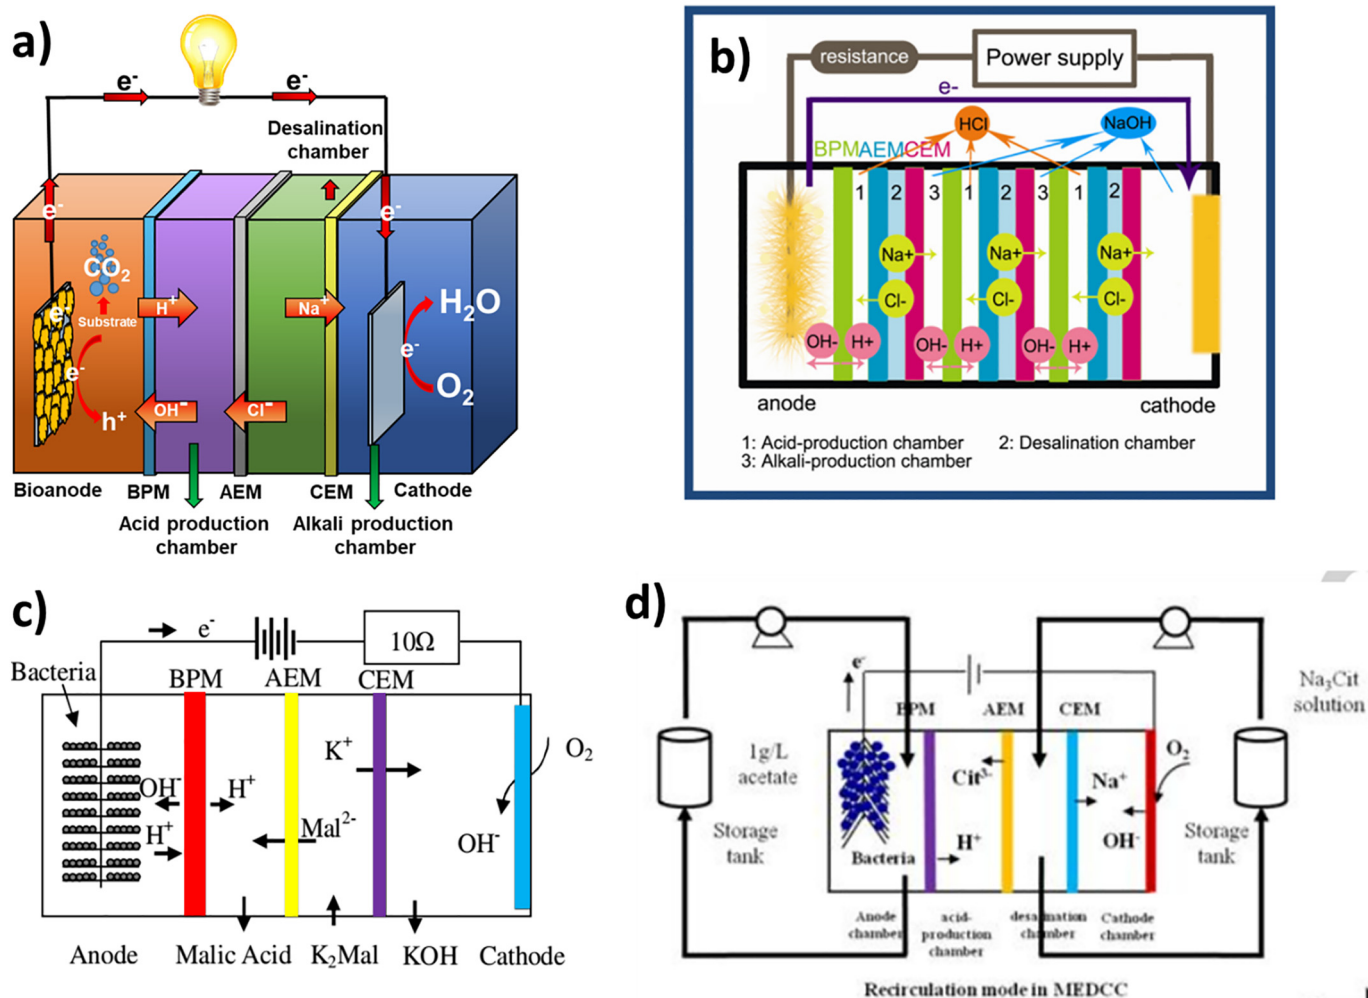 a)
e-
e-
Desalination
chamber
e-
e-
CO2
Substrate
H+
Na+
e-
e-
e-
H2O
O2
h+
OH-
Cl-
Bioanode
BPM
AEM
CEM
Cathode
Acid production
chamber
Alkali production
chamber
b)
resistance
Power supply
e-
HCl
NaOH
BPMAEMCEM
1 2 3 1 2 3 1 2
Na+ Na+ Na+
Cl- Cl- Cl-
OH- H+ OH- H+ OH- H+
anode
cathode
1: Acid-production chamber 2: Desalination chamber
3: Alkali-production chamber
c)
e-
10Ω
Bacteria
BPM
AEM
CEM
K+
O2
OH-
H+
H+
Mal2-
OH-
Anode
Malic Acid
K2Mal
KOH
Cathode
d)
Na3Cit
solution
e-
BPM
AEM
CEM
1g/L
acetate
Cit3-
Na+
O2
OH-
H+
Bacteria
Storage
tank
Storage
tank
Anode
chamber
acid-
production
chamber
desalination
chamber
Cathode
chamber
Recirculation mode in MEDCC